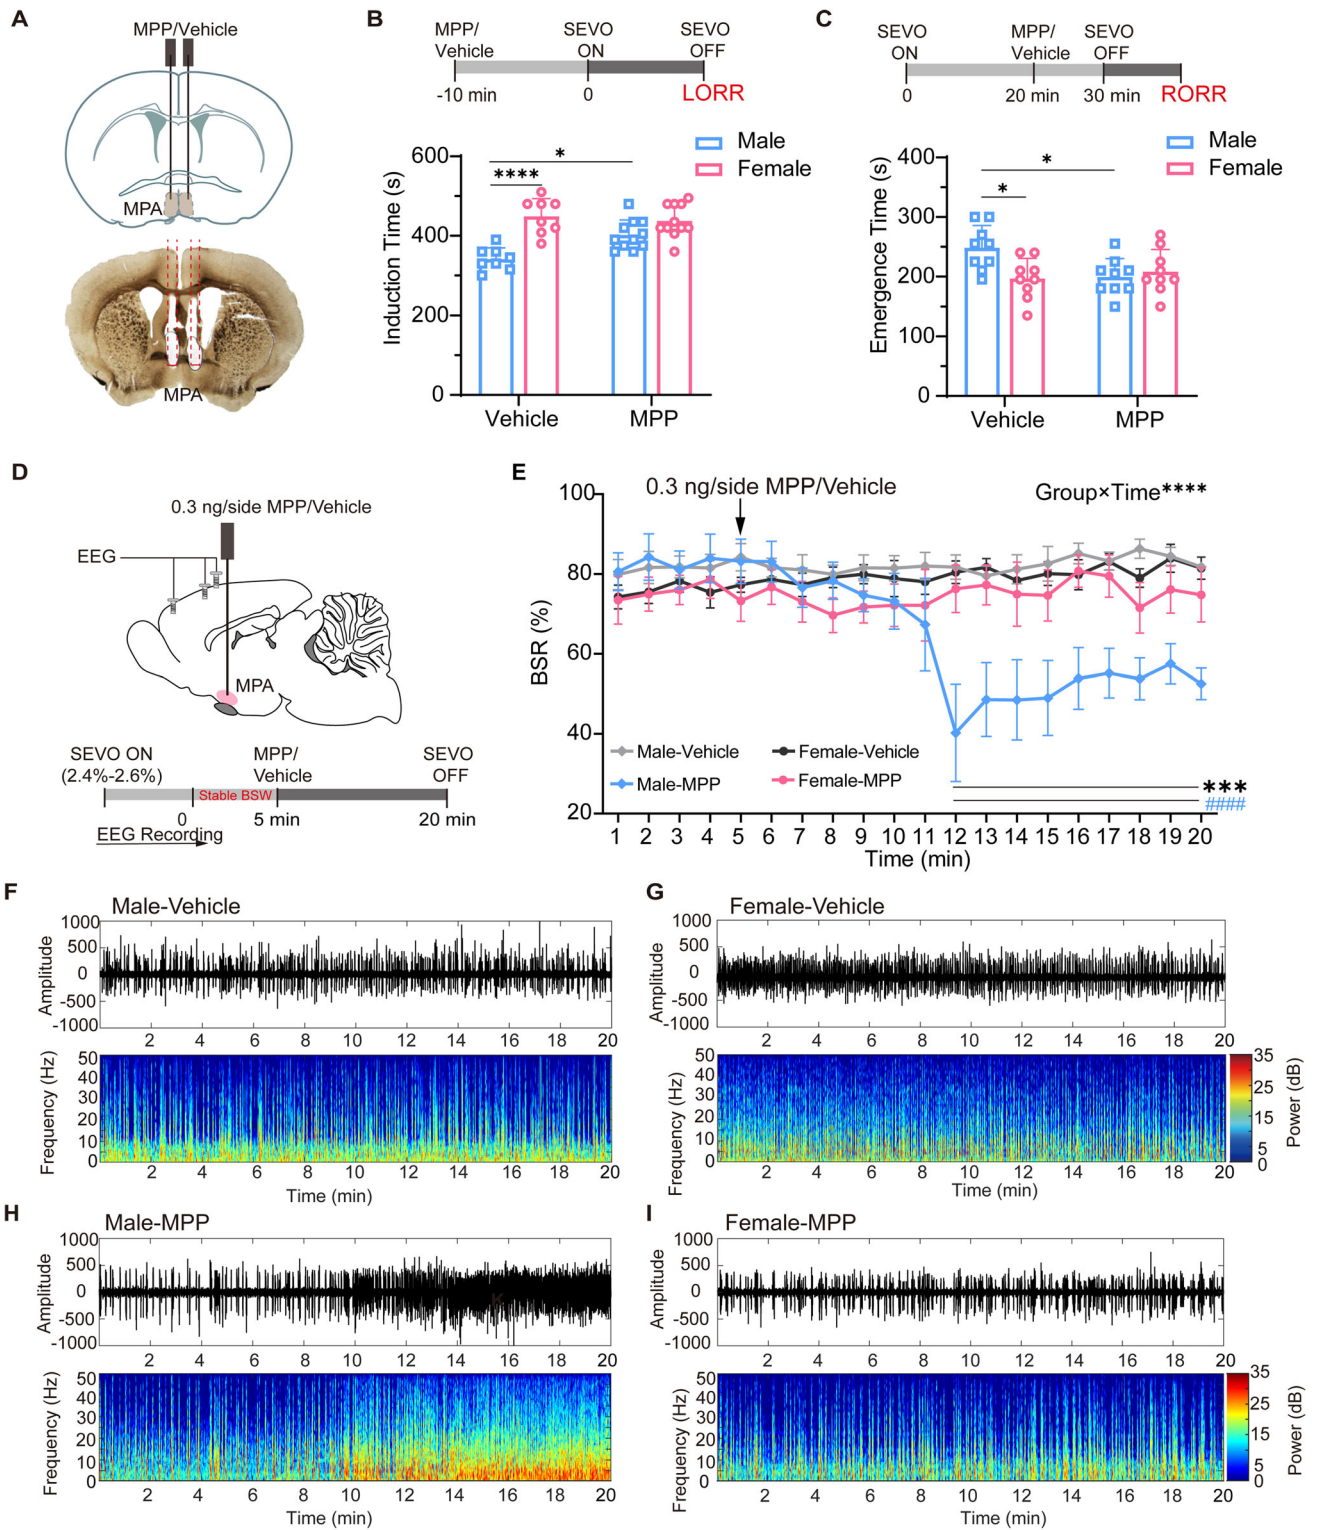 A
MPP/Vehicle
MPA
MPA
B
MPP/
Vehicle
SEVO
ON
SEVO
OFF
-10 min
0
LORR
Male
Female
Induction Time (s)
600
400
200
0
*
****
Vehicle
MPP
C
SEVO
ON
MPP/
Vehicle
SEVO
OFF
0
20 min
30 min
RORR
Male
Female
Emergence Time (s)
400
300
200
100
0
*
*
Vehicle
MPP
D
0.3 ng/side MPP/Vehicle
EEG
MPA
SEVO ON
(2.4%-2.6%)
MPP/
Vehicle
SEVO
OFF
Stable BSW
0
5 min
20 min
EEG Recording
E
0.3 ng/side MPP/Vehicle
Group×Time****
BSR (%)
100
80
60
40
20
Male-Vehicle
Female-Vehicle
Male-MPP
Female-MPP
***
####
1 2 3 4 5 6 7 8 9 10 11 12 13 14 15 16 17 18 19 20
Time (min)
F
Male-Vehicle
Amplitude
1000
500
0
-500
-1000
2 4 6 8 10 12 14 16 18 20
Frequency (Hz)
50
40
30
20
10
0
2 4 6 8 10 12 14 16 18 20
Time (min)
G
Female-Vehicle
Amplitude
1000
500
0
-500
-1000
2 4 6 8 10 12 14 16 18 20
Frequency (Hz)
50
40
30
20
10
0
2 4 6 8 10 12 14 16 18 20
Time (min)
35
25
15
5
0
Power (dB)
H
Male-MPP
Amplitude
1000
500
0
-500
-1000
K
2 4 6 8 10 12 14 16 18 20
Frequency (Hz)
50
40
30
20
10
0
2 4 6 8 10 12 14 16 18 20
Time (min)
I
Female-MPP
Amplitude
1000
500
0
-500
-1000
2 4 6 8 10 12 14 16 18 20
Frequency (Hz)
50
40
30
20
10
0
2 4 6 8 10 12 14 16 18 20
Time (min)
35
25
15
5
0
Power (dB)